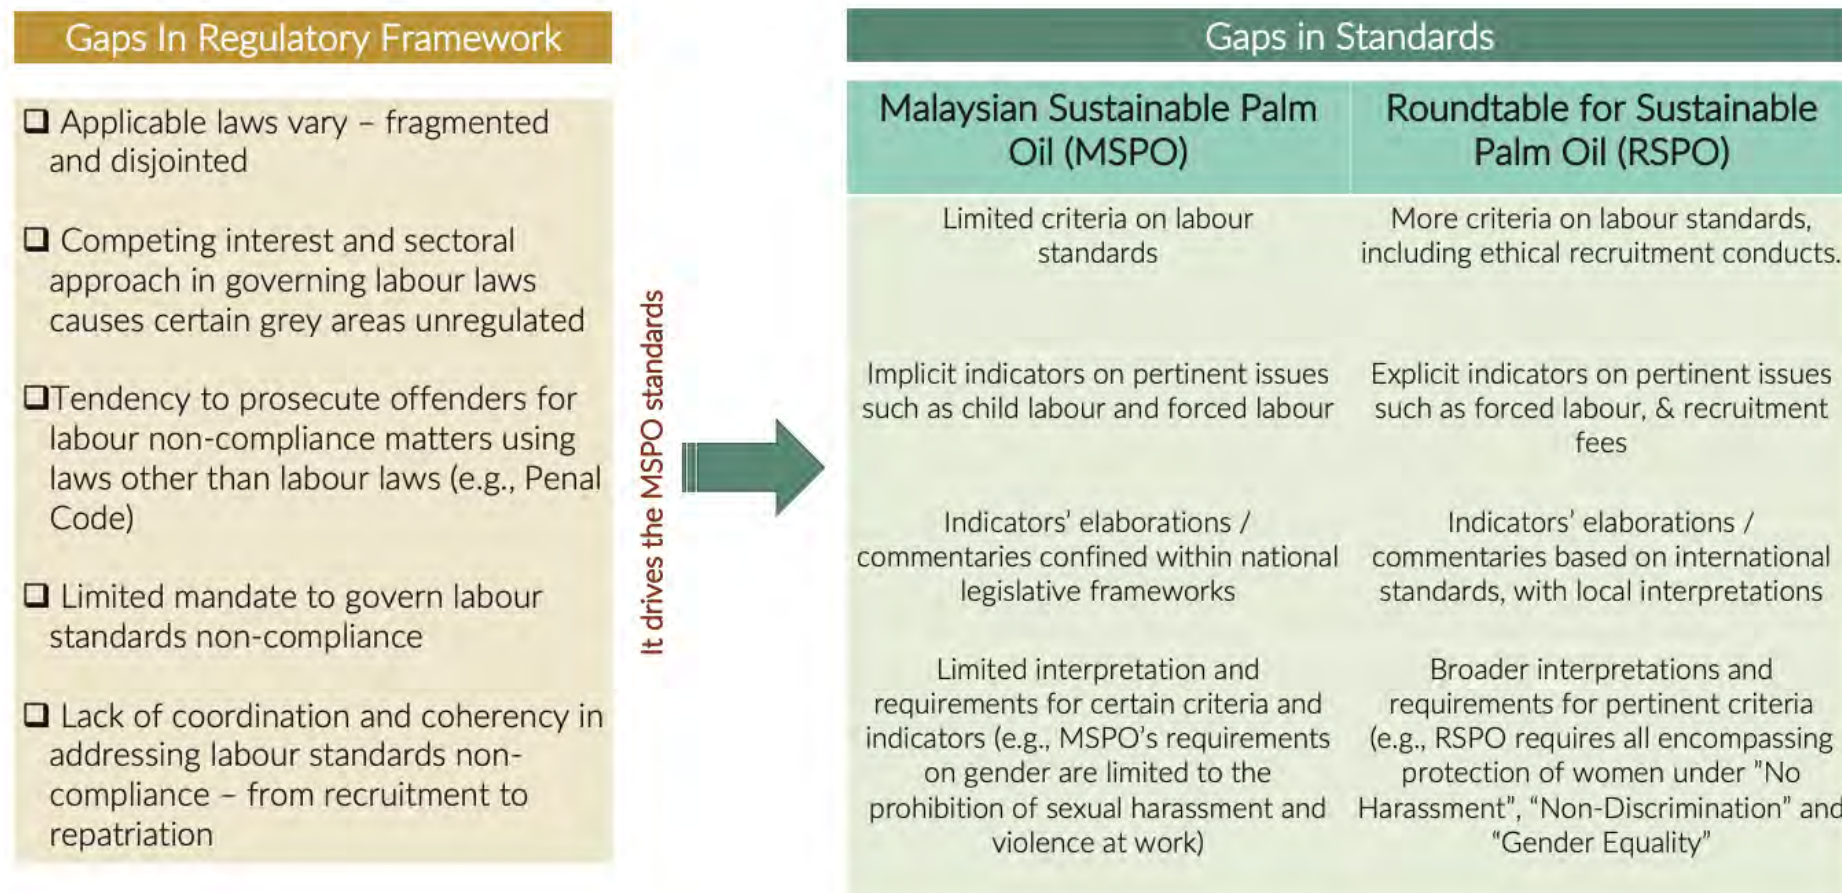 Gaps In Regulatory Framework
❑ Applicable laws vary – fragmented
and disjointed
❑ Competing interest and sectoral
approach in governing labour laws
causes certain grey areas unregulated
❑Tendency to prosecute offenders for
labour non-compliance matters using
laws other than labour laws (e.g., Penal
Code)
❑ Limited mandate to govern labour
standards non-compliance
❑ Lack of coordination and coherency in
addressing labour standards non-
compliance – from recruitment to
repatriation
It drives the MSPO standards
Gaps in Standards
Malaysian Sustainable Palm
Oil (MSPO)
Roundtable for Sustainable
Palm Oil (RSPO)
Limited criteria on labour
standards
More criteria on labour standards,
including ethical recruitment conducts.
Implicit indicators on pertinent issues
such as child labour and forced labour
Explicit indicators on pertinent issues
such as forced labour, & recruitment
fees
Indicators’ elaborations /
commentaries confined within national
legislative frameworks
Indicators’ elaborations /
commentaries based on international
standards, with local interpretations
Limited interpretation and
requirements for certain criteria and
indicators (e.g., MSPO’s requirements
on gender are limited to the
prohibition of sexual harassment and
violence at work)
Broader interpretations and
requirements for pertinent criteria
(e.g., RSPO requires all encompassing
protection of women under ”No
Harassment”, “Non-Discrimination” and
“Gender Equality”